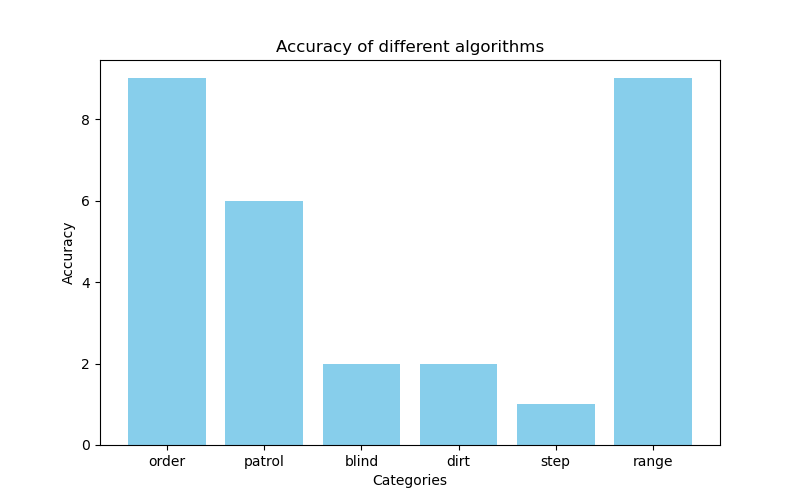 Accuracy of different algorithms
8
6
4
2
0
Accuracy
order patrol blind dirt step range
Categories